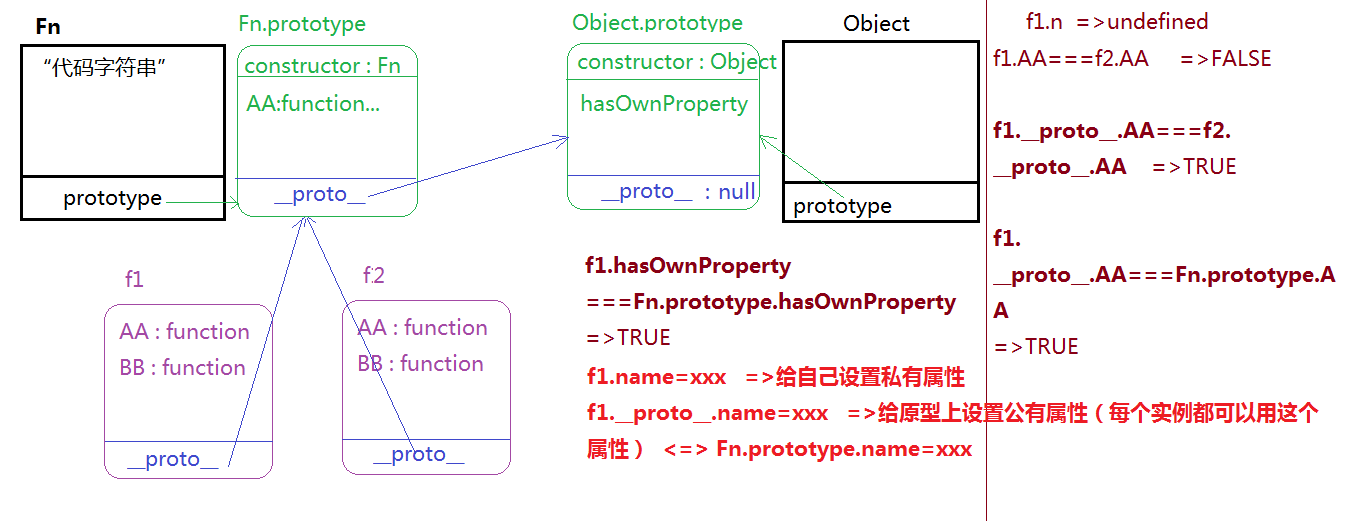 Fn
“代码字符串”
prototype
Fn.prototype
constructor : Fn
AA:function...
__proto__
Object.prototype
constructor : Object
hasOwnProperty
__proto__ : null
Object
prototype
f1
AA : function
BB : function
__proto__
f2
AA : function
BB : function
__proto__
f1.hasOwnProperty
===Fn.prototype.hasOwnProperty
=>TRUE
f1.name=xxx =>给自己设置私有属性
f1.__proto__.name=xxx =>给原型上设置公有属性（每个实例都可以用这个
属性） <=> Fn.prototype.name=xxx
f1.n =>undefined
f1.AA===f2.AA =>FALSE
f1.__proto__.AA===f2.
__proto__.AA =>TRUE
f1.
__proto__.AA===Fn.prototype.A
A
=>TRUE